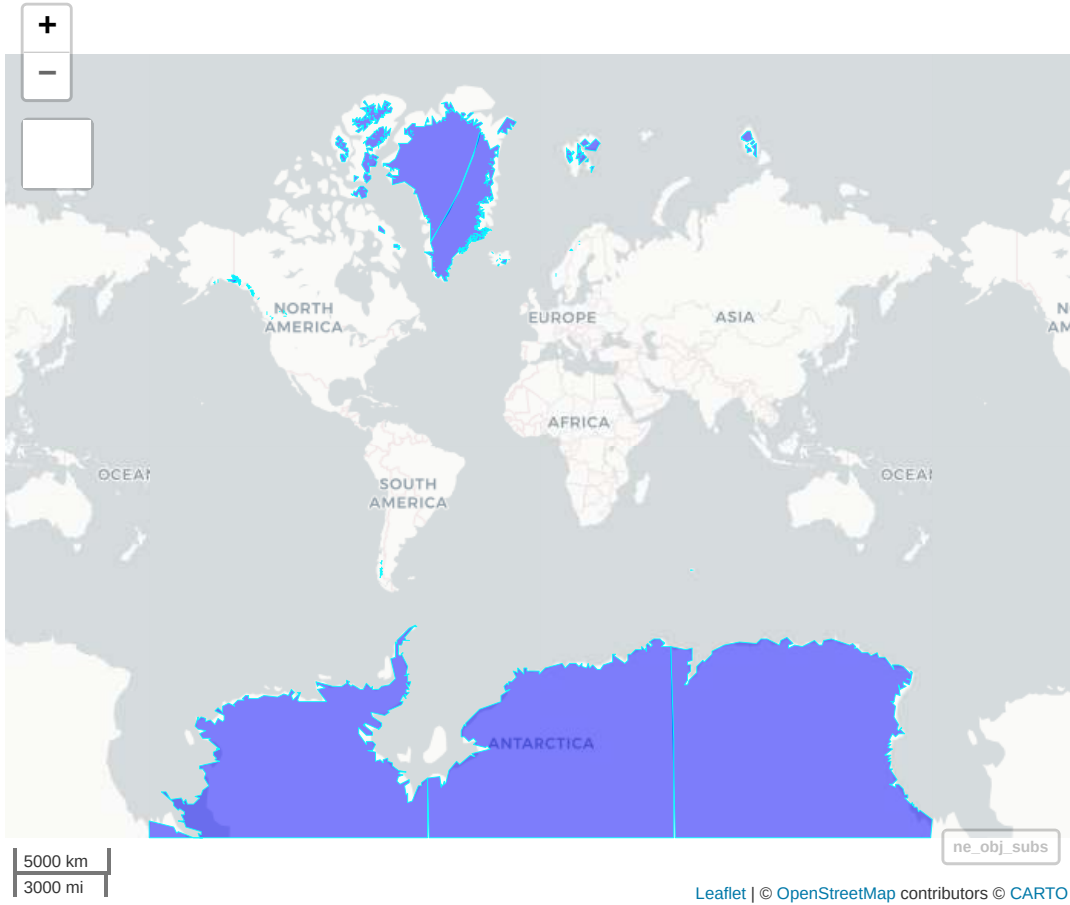 +
−
NORTH
AMERICA
EUROPE
ASIA
N
AM
AFRICA
OCEAN
SOUTH
AMERICA
OCEAN
ANTARCTICA
ne_obj_subs
5000 km
3000 mi
Leaflet | © OpenStreetMap contributors © CARTO